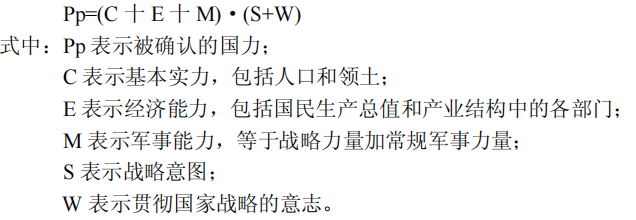 Pp=(C 十 E 十 M)·(S+W)
式中：Pp 表示被确认的国力；
C 表示基本实力，包括人口和领土；
E 表示经济能力，包括国民生产总值和产业结构中的各部门；
M 表示军事能力，等于战略力量加常规军事力量；
S 表示战略意图；
W 表示贯彻国家战略的意志。